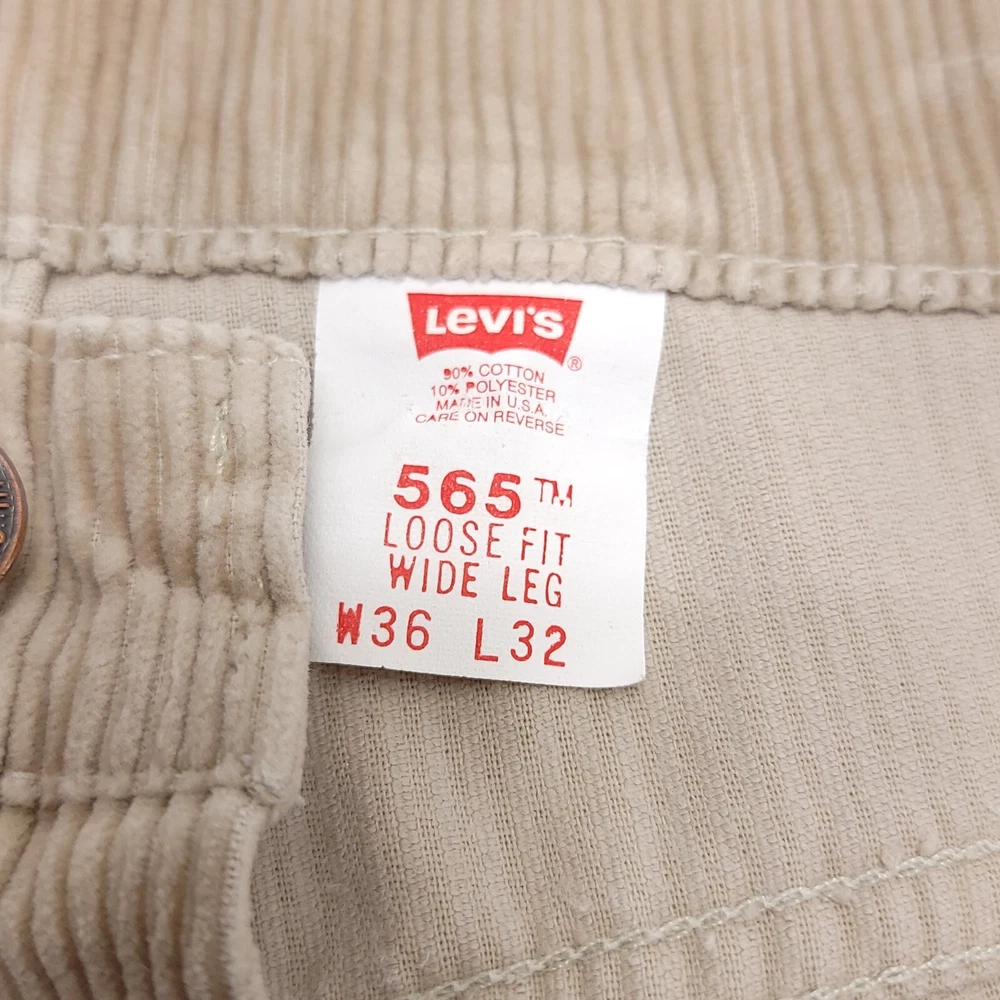 LEVI'S ®
90% COTTON
10% POLYESTER
MADE IN U.S.A.
CARE ON REVERSE
565™
LOOSE FIT
WIDE LEG
W36 L32